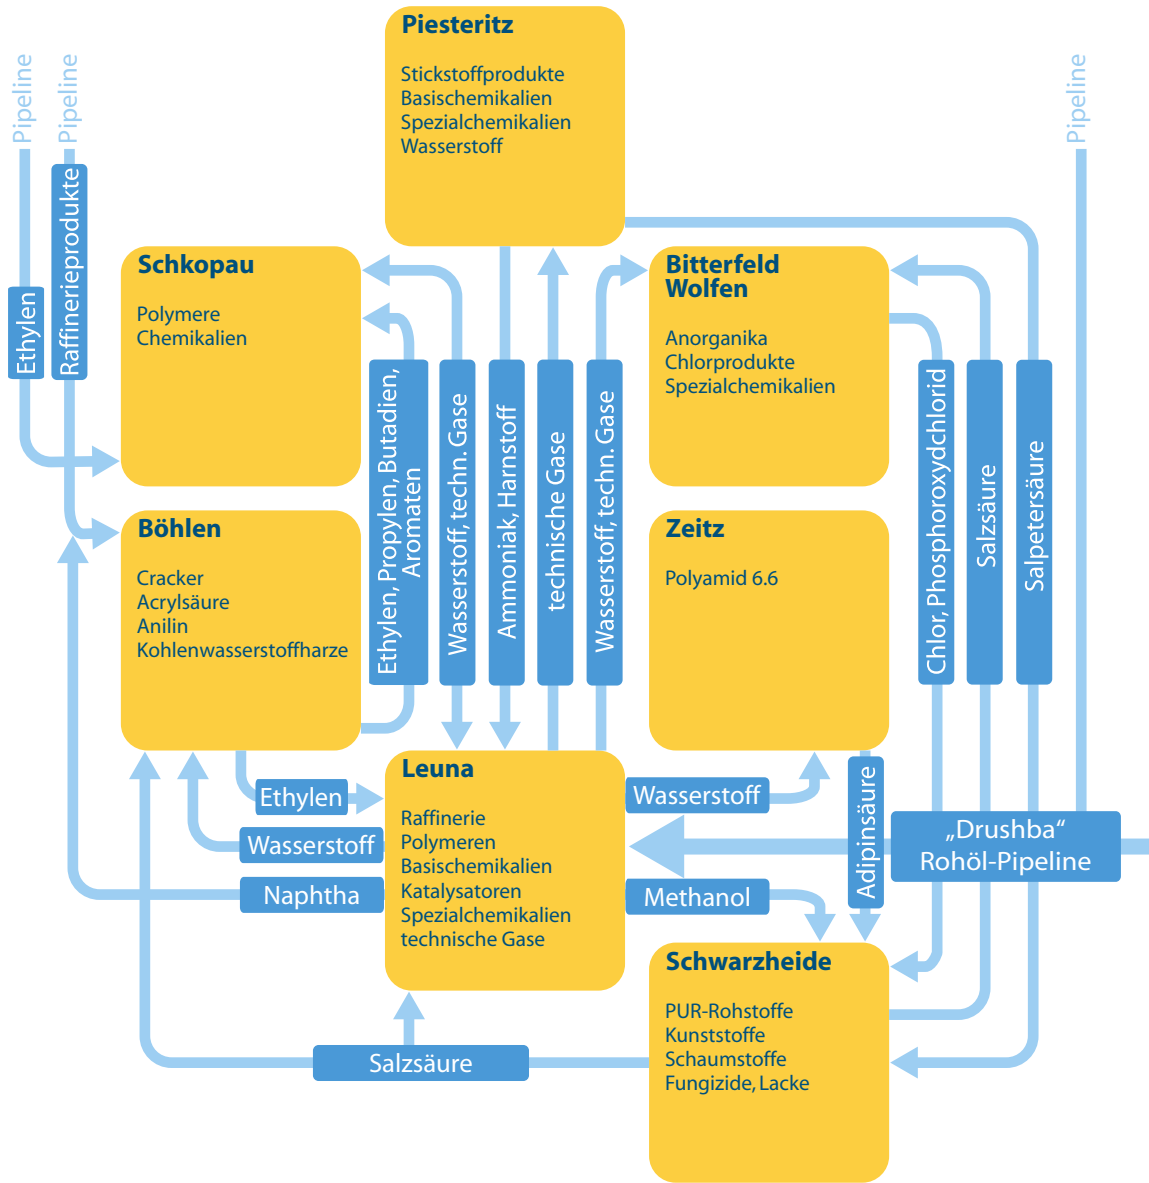 Piesteritz
Stickstoffprodukte
Basischemikalien
Spezialchemikalien
Wasserstoff
Pipeline
Pipeline
Pipeline
Ethylen
Raffinerieprodukte
Schkopau
Polymere
Chemikalien
Bitterfeld
Wolfen
Anorganika
Chlorprodukte
Spezialchemikalien
Ethylen, Propylen, Butadien,
Aromaten
Wasserstoff, techn. Gase
Ammoniak, Harnstoff
technische Gase
Wasserstoff, techn. Gase
Chlor, Phosphoroxydchlorid
Salzsäure
Salpetersäure
Böhlen
Cracker
Acrylsäure
Anilin
Kohlenwasserstoffharze
Zeitz
Polyamid 6.6
Ethylen
Wasserstoff
Naphtha
Leuna
Raffinerie
Polymeren
Basischemikalien
Katalysatoren
Spezialchemikalien
technische Gase
Wasserstoff
Methanol
Adipinsäure
„Drushba“
Rohöl-Pipeline
Schwarzheide
PUR-Rohstoffe
Kunststoffe
Schaumstoffe
Fungizide, Lacke
Salzsäure